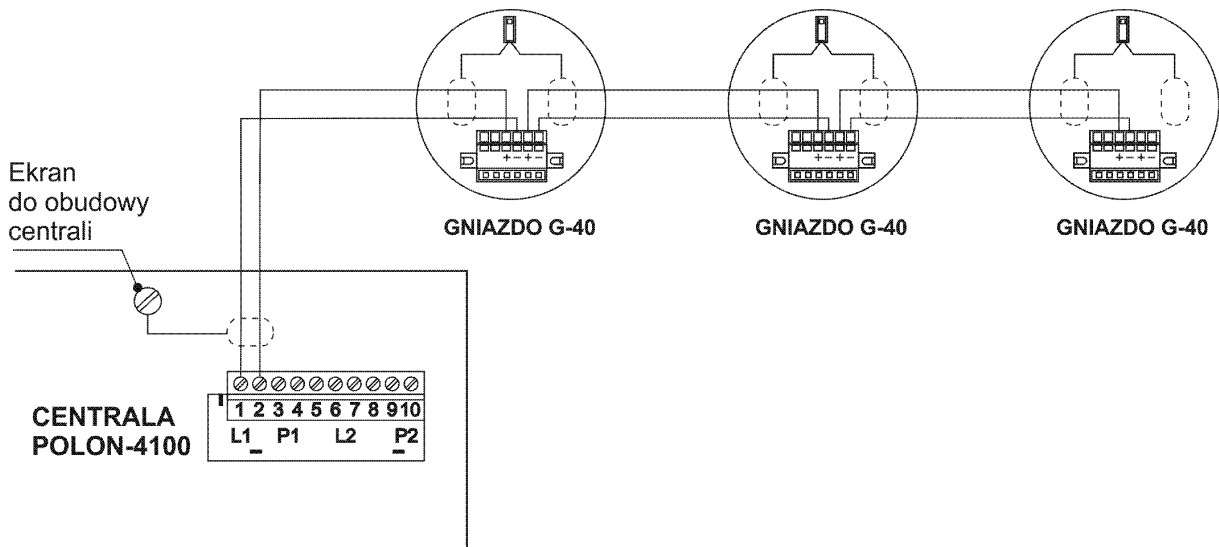 + - + -
+ - + -
+ - + -
GNIAZDO G-40
GNIAZDO G-40
GNIAZDO G-40
Ekran
do obudowy
centrali
CENTRALA
POLON-4100
1 2 3 4 5 6 7 8 9 10
L1 P1 L2 P2